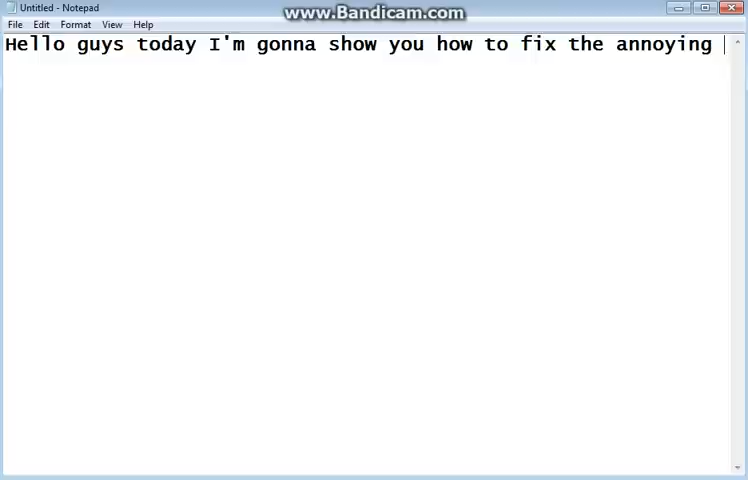 www.Bandicam.com
Untitled - Notepad
File Edit Format View Help
Hello guys today I'm gonna show you how to fix the annoying